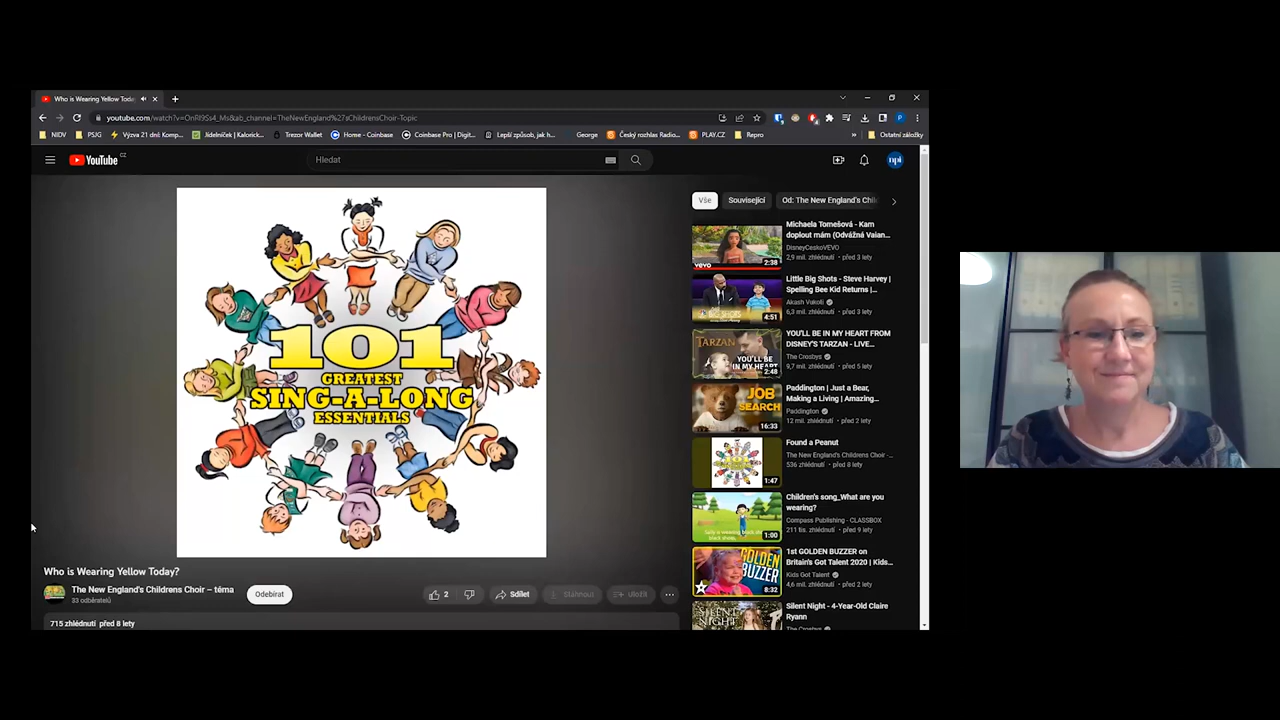 Who is Wearing Yellow Toda
youtube.com/watch?v=OnRl9Ss4_Ms&ab_channel=TheNewEngland%27sChildrensChoir-Topic
NIDV
PSJG
Výzva 21 dní: Komp...
Jídelníček | Kalorick...
Trezor Wallet
Home - Coinbase
Coinbase Pro | Digit...
Lepší způsob, jak h...
George
Český rozhlas Radio...
PLAY.CZ
Repro
Ostatní záložky
YouTube CZ
Hledat
npi
101
GREATEST
SING-A-LONG
ESSENTIALS
Who is Wearing Yellow Today?
The New England's Childrens Choir – téma
33 odběratelů
Odebírat
2
Sdílet
Stáhnout
Uložit
715 zhlédnutí před 8 lety
Vše
Související
Od: The New England's Chil
Michaela Tomešová - Kam
doplout mám (Odvážná Vaian...
DisneyCeskoVEVO
2,9 mil. zhlédnutí • před 3 lety
vevo
2:38
Little Big Shots - Steve Harvey |
Spelling Bee Kid Returns |...
Akash Vukoti
6,3 mil. zhlédnutí • před 3 lety
4:51
YOU'LL BE IN MY HEART FROM
DISNEY'S TARZAN - LIVE...
The Crosbys
9,7 mil. zhlédnutí • před 5 lety
TARZAN
YOU'LL BE
IN MY HEART
2:48
Paddington | Just a Bear,
Making a Living | Amazing...
Paddington
12 mil. zhlédnutí • před 2 lety
JOB
SEARCH
16:33
Found a Peanut
The New England's Childrens Choir -...
536 zhlédnutí • před 8 lety
1:47
Children's song_What are you
wearing?
Compass Publishing - CLASSBOX
211 tis. zhlédnutí • před 9 lety
1:00
1st GOLDEN BUZZER on
Britain's Got Talent 2020 | Kids...
Kids Got Talent
4,6 mil. zhlédnutí • před 2 lety
GOLDEN
BUZZER
8:32
Silent Night - 4-Year-Old Claire
Ryann
The Crosbys
SILENT
NIGHT